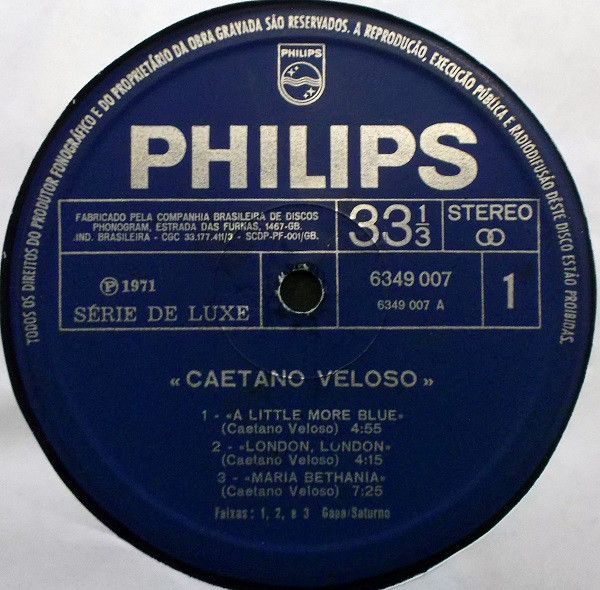 TODOS OS DIREITOS DO PRODUTOR FONOGRÁFICO E DO PROPRIETÁRIO DA OBRA GRAVADA SÃO RESERVADOS. A REPRODUÇÃO, EXECUÇÃO PÚBLICA E RADIODIFUSÃO DÊSTE DISCO ESTÃO PROIBIDAS.
PHILIPS
PHILIPS
FABRICADO PELA COMPANHIA BRASILEIRA DE DISCOS
PHONOGRAM, ESTRADA DAS FURNAS, 1467-GB.
IND. BRASILEIRA - CGC 33.177.411/3 - SCDP-PF-001/GB.
33 1/3
STEREO
℗ 1971
SÉRIE DE LUXE
6349 007
6349 007 A
1
« CAETANO VELOSO »
1 - «A LITTLE MORE BLUE»
(Caetano Veloso) 4:55
2 - «LONDON, LONDON»
(Caetano Veloso) 4:15
3 - «MARIA BETHANIA»
(Caetano Veloso) 7:25
Faixas: 1, 2, e 3 Gapa/Saturno